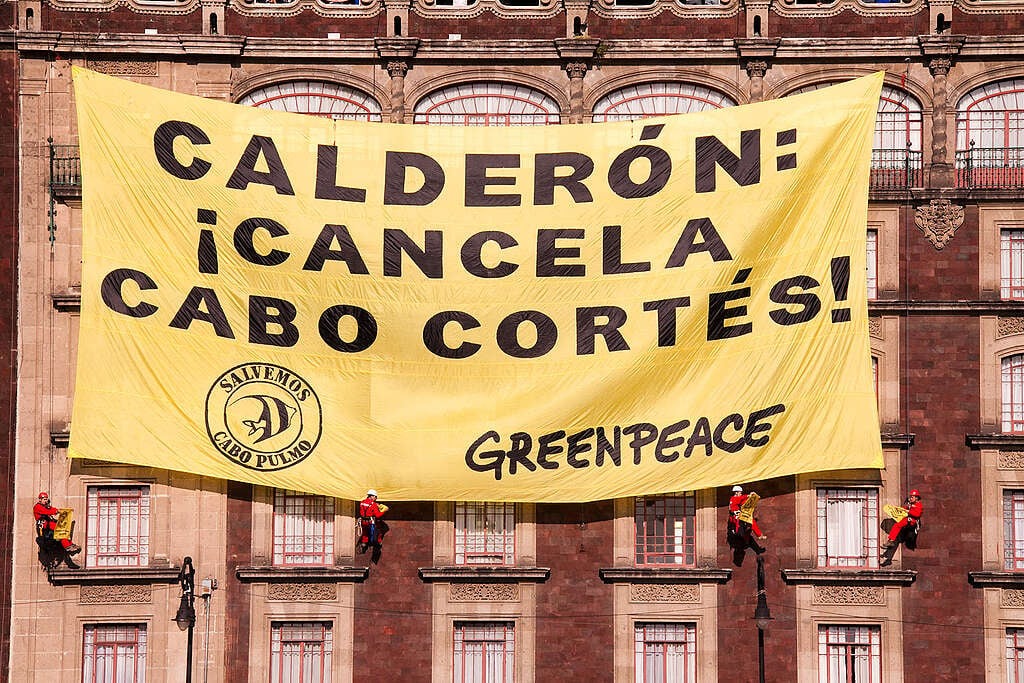 CALDERÓN:
¡CANCELA
CABO CORTÉS!
SALVEMOS
CABO PULMO
GREENPEACE